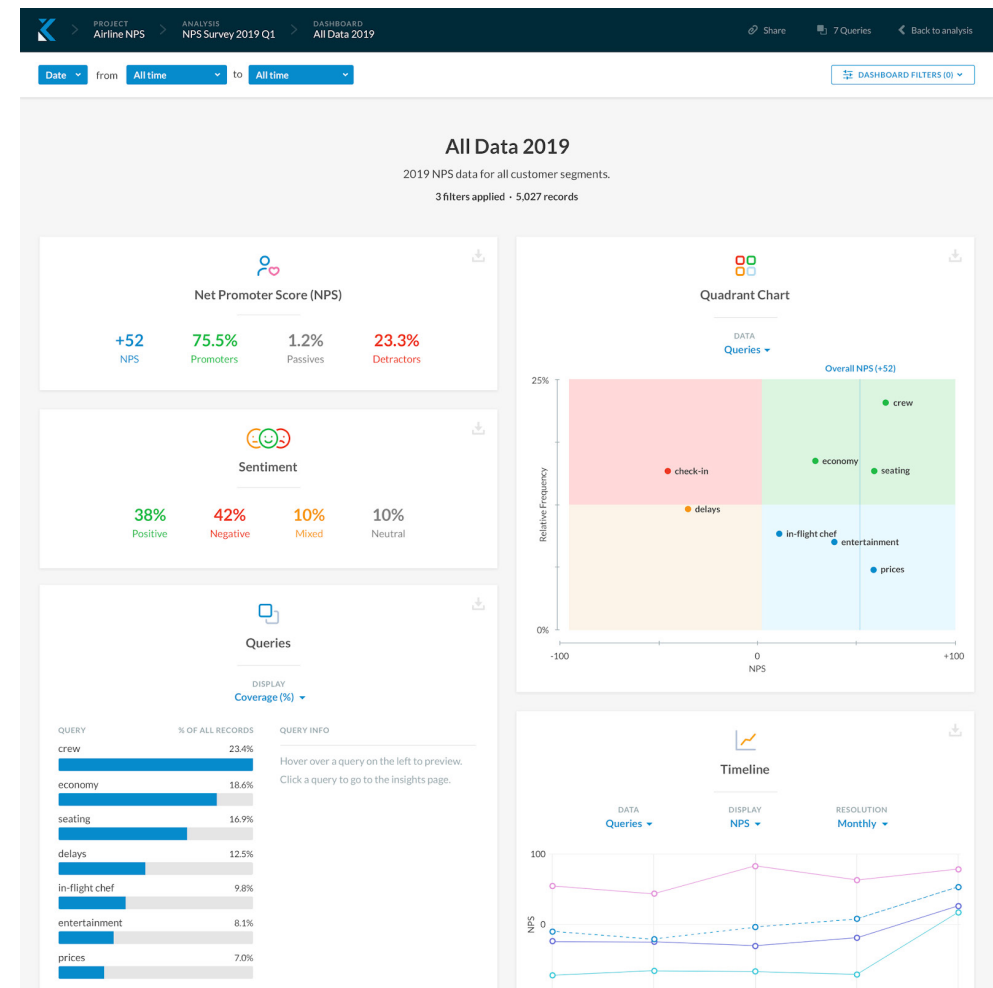 PROJECT
Airline NPS
ANALYSIS
NPS Survey 2019 Q1
DASHBOARD
All Data 2019
Share
7 Queries
Back to analysis
Date
from
All time
to
All time
DASHBOARD FILTERS (0)
All Data 2019
2019 NPS data for all customer segments.
3 filters applied · 5,027 records
Net Promoter Score (NPS)
+52 75.5% 1.2% 23.3%
NPS Promoters Passives Detractors
Sentiment
38% 42% 10% 10%
Positive Negative Mixed Neutral
Queries
DISPLAY
Coverage (%)
QUERY % OF ALL RECORDS
crew 23.4%
economy 18.6%
seating 16.9%
delays 12.5%
in-flight chef 9.8%
entertainment 8.1%
prices 7.0%
QUERY INFO
Hover over a query on the left to preview.
Click a query to go to the insights page.
Quadrant Chart
DATA
Queries
Overall NPS (+52)
25%
crew
economy
seating
check-in
delays
in-flight chef
entertainment
prices
Relative Frequency
0%
-100 0 +100
NPS
Timeline
DATA DISPLAY RESOLUTION
Queries NPS Monthly
100
0
NPS